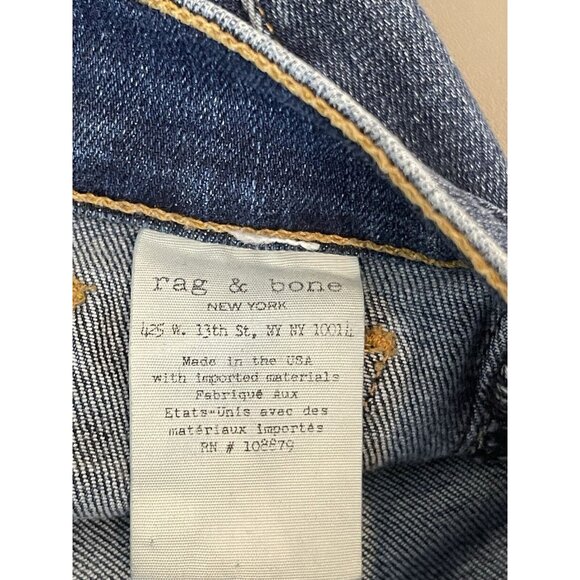 rag & bone
NEW YORK
425 W. 13th St, NY NY 10014
Made in the USA
with imported materials
Fabriqué Aux
Etats-Unis avec des
matériaux importés
RN # 108879